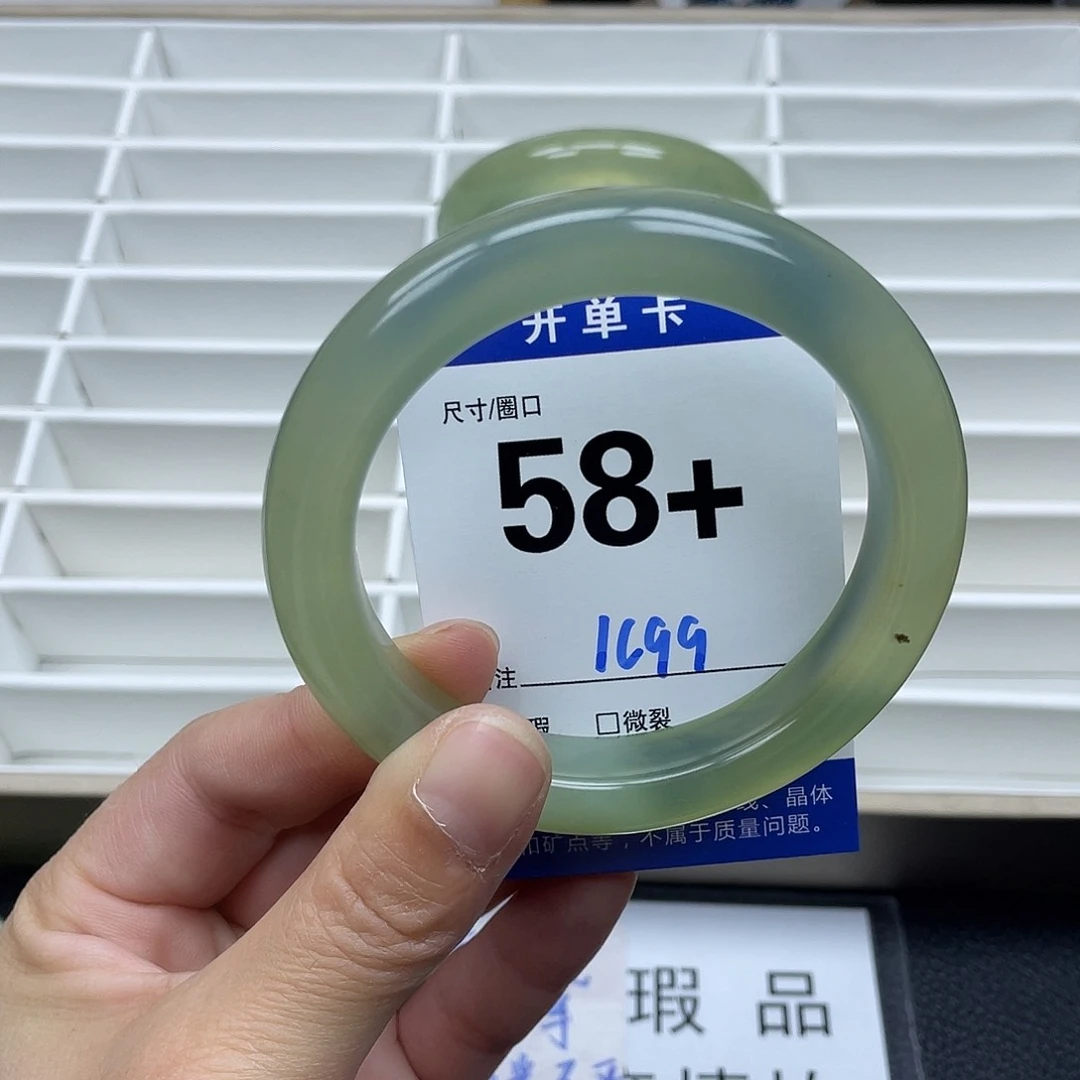 开单卡
尺寸/圈口
58+
1699
注
瑕 □微裂
线、晶体
和矿点等，不属于质量问题。
瑕 品